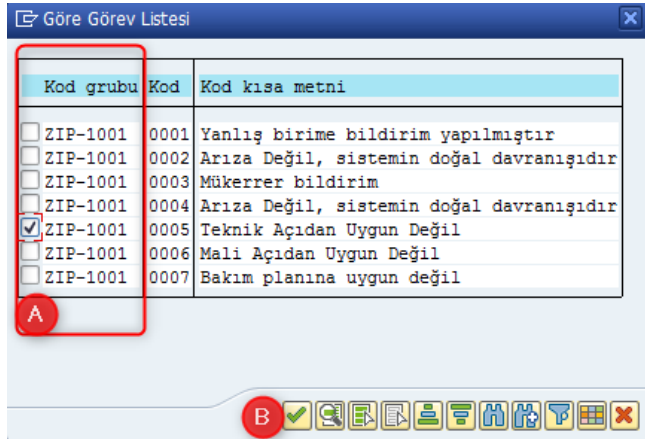 Göre Görev Listesi
Kod grubu Kod Kod kısa metni
ZIP-1001 0001 Yanlış birime bildirim yapılmıştır
ZIP-1001 0002 Arıza Değil, sistemin doğal davranışıdır
ZIP-1001 0003 Mükerrer bildirim
ZIP-1001 0004 Arıza Değil, sistemin doğal davranışıdır
ZIP-1001 0005 Teknik Açıdan Uygun Değil
ZIP-1001 0006 Mali Açıdan Uygun Değil
ZIP-1001 0007 Bakım planına uygun değil
A
B